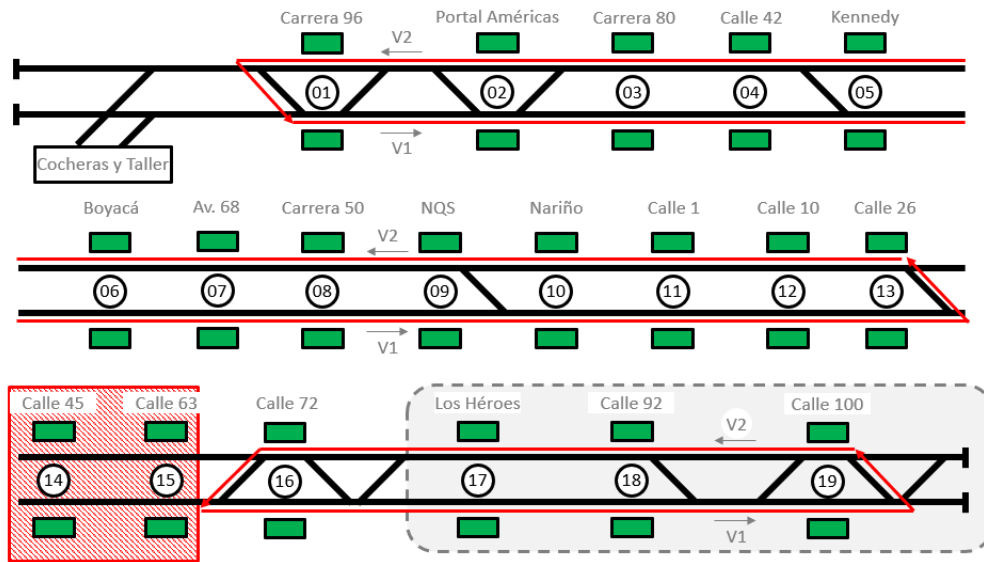 Carrera 96 Portal Américas Carrera 80 Calle 42 Kennedy
V2
01 02 03 04 05
V1
Cocheras y Taller
Boyacá Av. 68 Carrera 50 NQS Nariño Calle 1 Calle 10 Calle 26
V2
06 07 08 09 10 11 12 13
V1
Calle 45 Calle 63 Calle 72 Los Héroes Calle 92 Calle 100
V2
14 15 16 17 18 19
V1